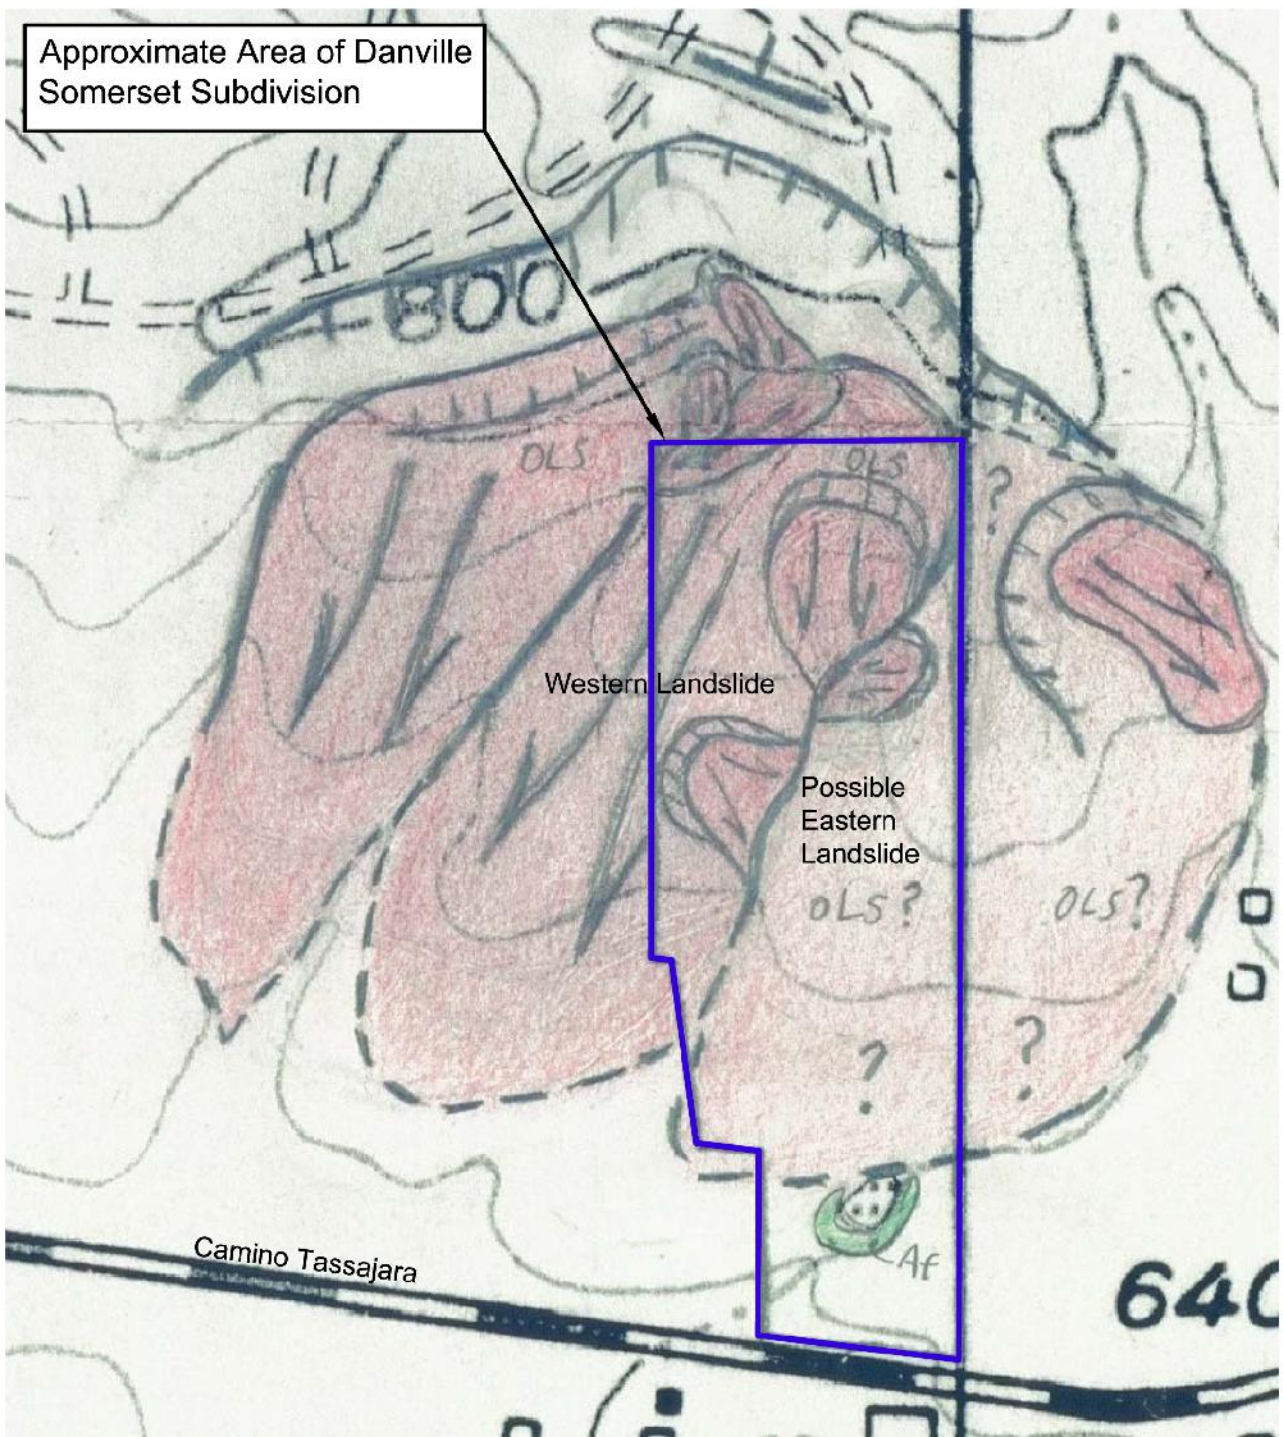 Approximate Area of Danville
Somerset Subdivision
800
OLS
OLS
?
Western Landslide
Possible
Eastern
Landslide
OLS?
OLS?
?
?
Af
Camino Tassajara
640